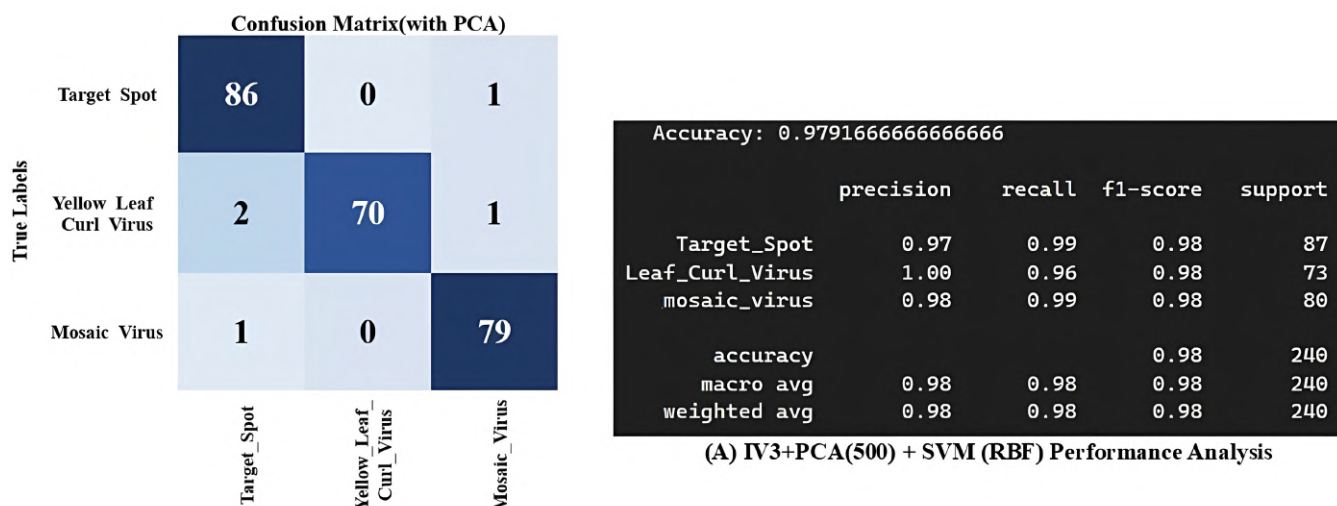 Confusion Matrix(with PCA)
True Labels
Target Spot
86 0 1
Yellow Leaf
Curl Virus
2 70 1
Mosaic Virus
1 0 79
Target_Spot
Yellow_Leaf_
Curl_Virus
Mosaic_Virus
Accuracy: 0.9791666666666666
precision recall f1-score support
Target_Spot 0.97 0.99 0.98 87
Leaf_Curl_Virus 1.00 0.96 0.98 73
mosaic_virus 0.98 0.99 0.98 80
accuracy 0.98 240
macro avg 0.98 0.98 0.98 240
weighted avg 0.98 0.98 0.98 240
(A) IV3+PCA(500) + SVM (RBF) Performance Analysis